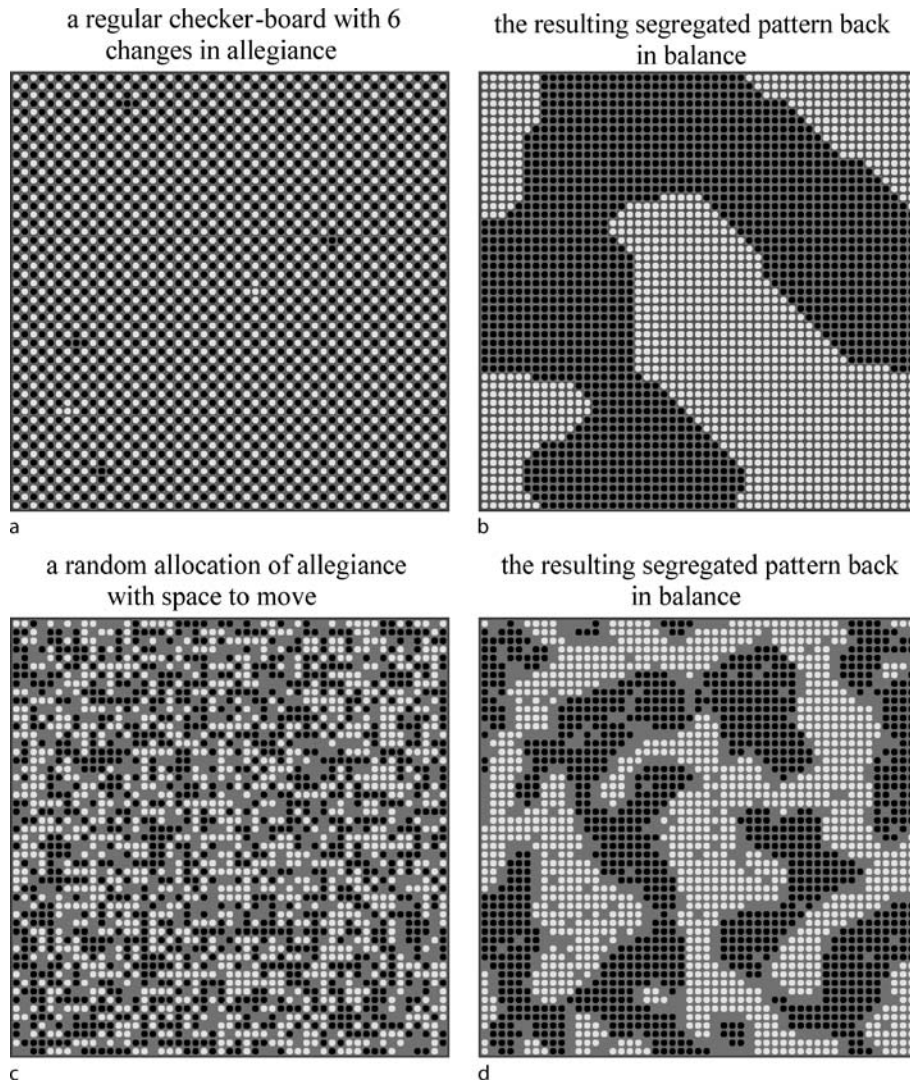 a regular checker-board with 6
changes in allegiance
the resulting segregated pattern back
in balance
a
b
a random allocation of allegiance
with space to move
the resulting segregated pattern back
in balance
c
d